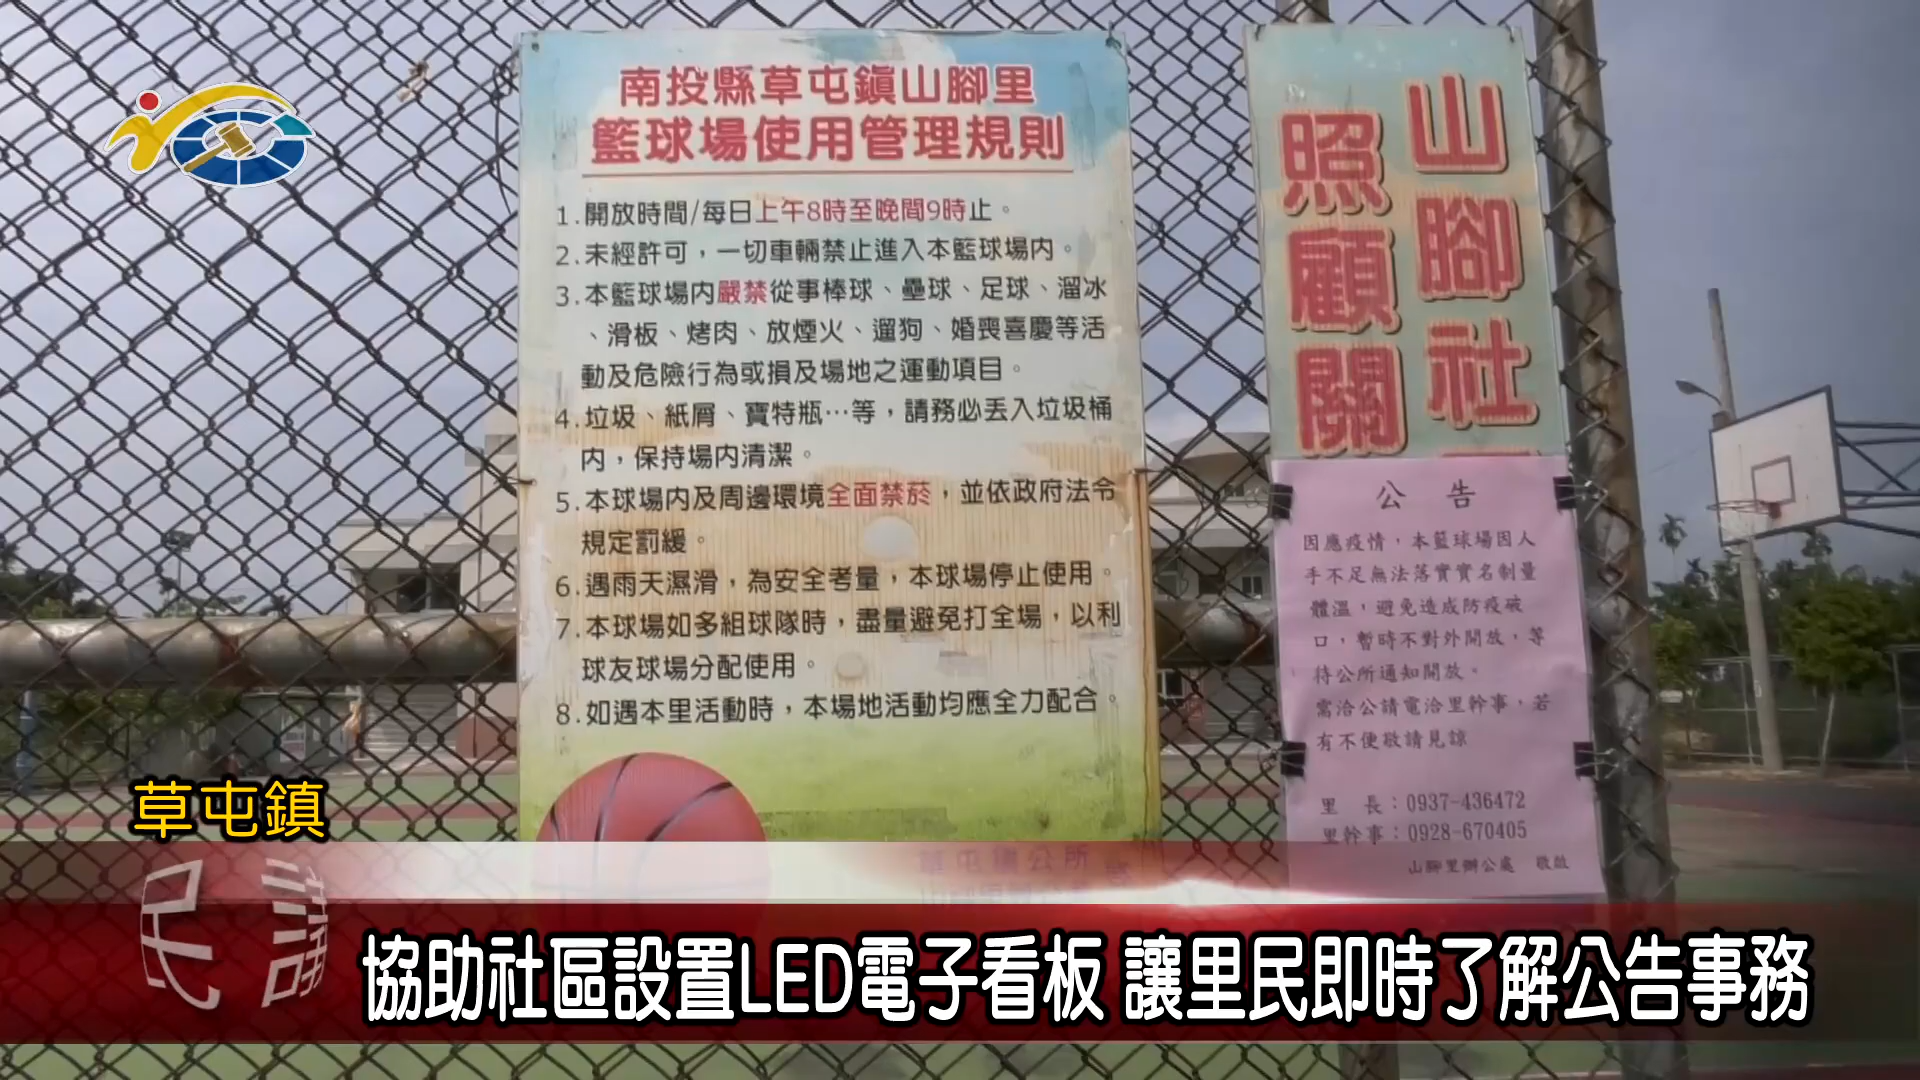 南投縣草屯鎮山腳里
籃球場使用管理規則
1.開放時間/每日上午8時至晚間9時止。
2.未經許可，一切車輛禁止進入本籃球場內。
3.本籃球場內嚴禁從事棒球、壘球、足球、溜冰
、滑板、烤肉、放煙火、遛狗、婚喪喜慶等活
動及危險行為或損及場地之運動項目。
4.垃圾、紙屑、寶特瓶…等，請務必丟入垃圾桶
內，保持場內清潔。
5.本球場內及周邊環境全面禁菸，並依政府法令
規定罰緩。
6.遇雨天濕滑，為安全考量，本球場停止使用。
7.本球場如多組球隊時，盡量避免打全場，以利
球友球場分配使用。
8.如遇本里活動時，本場地活動均應全力配合。
草屯鎮公所
山腳社
照顧關
公告
因應疫情，本籃球場因人
手不足無法落實實名制量
體溫，避免造成防疫破
口，暫時不對外開放，等
待公所通知開放。
需洽公請電洽里幹事，若
有不便敬請見諒
里　長：0937-436472
里幹事：0928-670405
山腳里辦公處　敬啟
草屯鎮
民
協助社區設置LED電子看板 讓里民即時了解公告事務